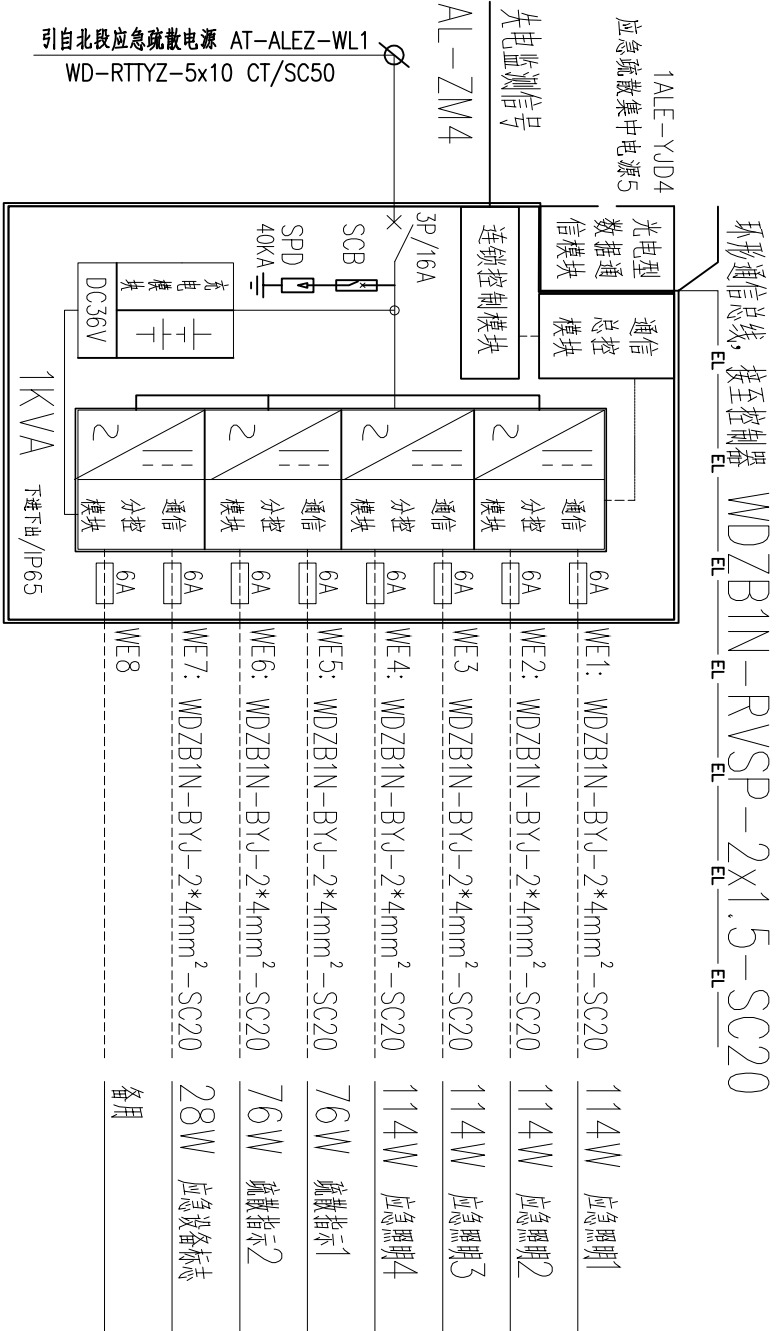 引自北段应急疏散电源 AT-ALEZ-WL1
WD-RTTYZ-5x10 CT/SC50
失电监测信号
AL-ZM4
1ALE-YJD4
应急疏散集中电源5
环形通信总线，接至控制器 WDZB1N-RVSP-2x1.5-SC20
EL
EL
EL
EL
EL
EL
EL
光电型
数据通
信模块
通信
总控
模块
连锁控制模块
3P/16A
SCB
SPD
40KA
充电
模块
DC36V
1KVA
下进下出/IP65
通信
分控
模块
通信
分控
模块
通信
分控
模块
通信
分控
模块
6A WE1: WDZB1N-BYJ-2*4mm²-SC20 114W 应急照明1
6A WE2: WDZB1N-BYJ-2*4mm²-SC20 114W 应急照明2
6A WE3 WDZB1N-BYJ-2*4mm²-SC20 114W 应急照明3
6A WE4: WDZB1N-BYJ-2*4mm²-SC20 114W 应急照明4
6A WE5: WDZB1N-BYJ-2*4mm²-SC20 76W 疏散指示1
6A WE6: WDZB1N-BYJ-2*4mm²-SC20 76W 疏散指示2
6A WE7: WDZB1N-BYJ-2*4mm²-SC20 28W 应急设备标志
6A WE8 备用